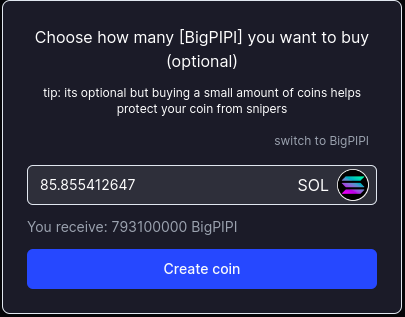 Choose how many [BigPIPI] you want to buy
(optional)
tip: its optional but buying a small amount of coins helps
protect your coin from snipers
switch to BigPIPI
85.855412647 SOL
You receive: 793100000 BigPIPI
Create coin